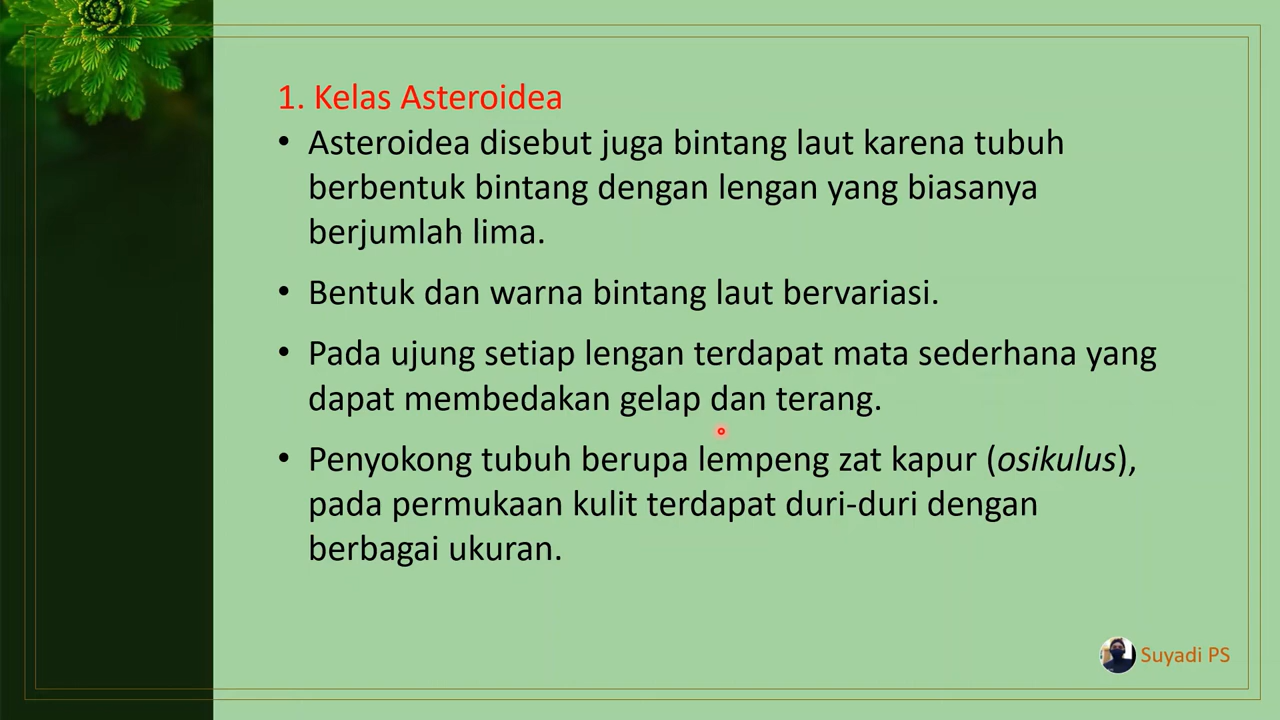 1. Kelas Asteroidea
• Asteroidea disebut juga bintang laut karena tubuh
berbentuk bintang dengan lengan yang biasanya
berjumlah lima.
• Bentuk dan warna bintang laut bervariasi.
• Pada ujung setiap lengan terdapat mata sederhana yang
dapat membedakan gelap dan terang.
• Penyokong tubuh berupa lempeng zat kapur (osikulus),
pada permukaan kulit terdapat duri-duri dengan
berbagai ukuran.
Suyadi PS